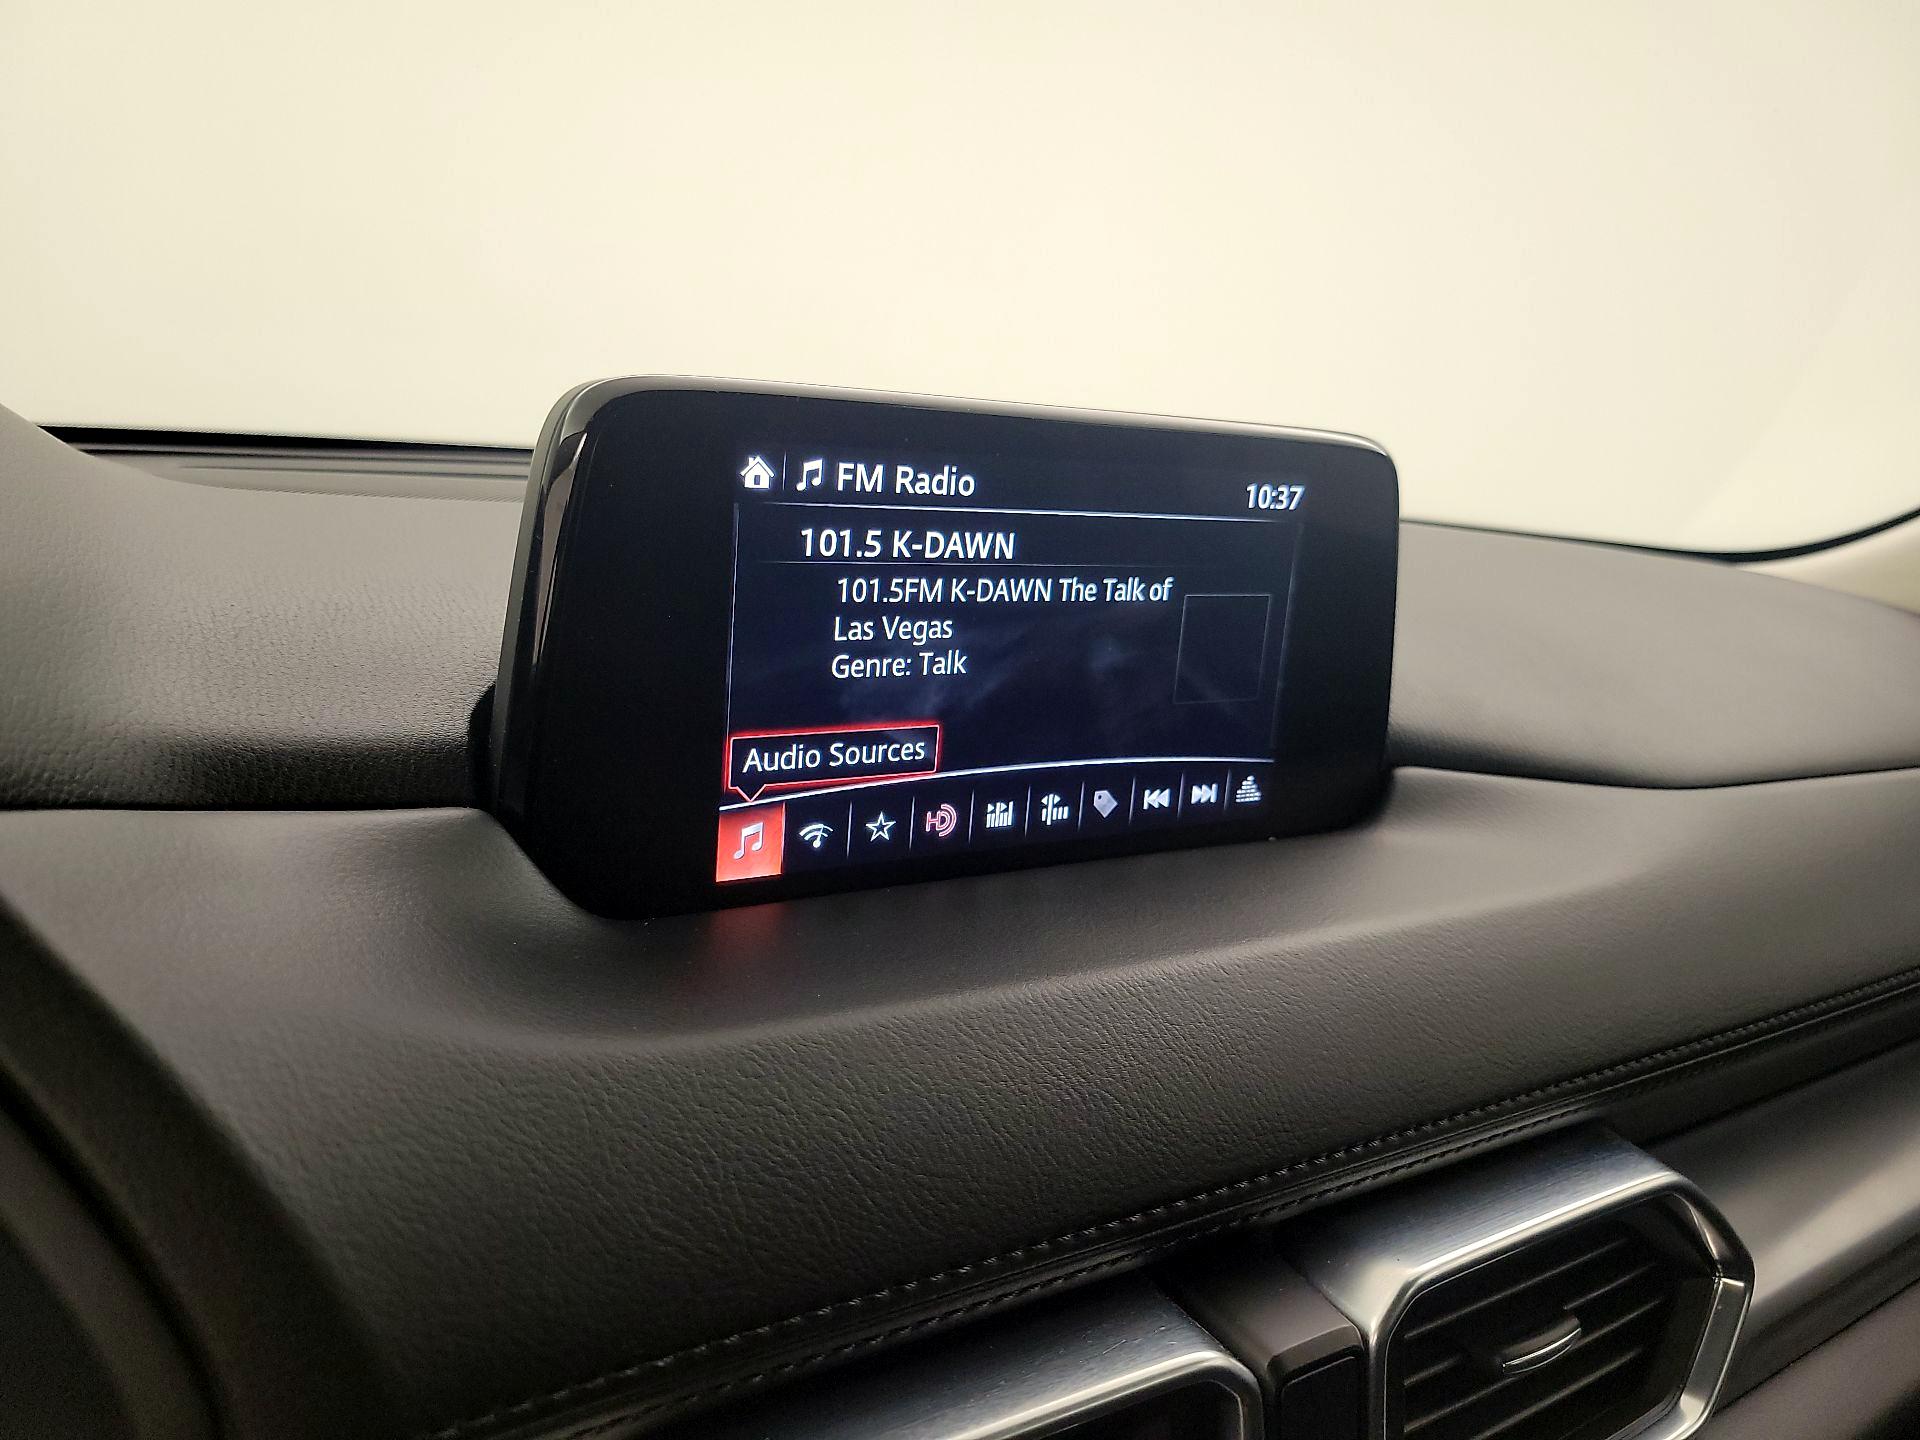 FM Radio
10:37
101.5 K-DAWN
101.5FM K-DAWN The Talk of
Las Vegas
Genre: Talk
Audio Sources
HD